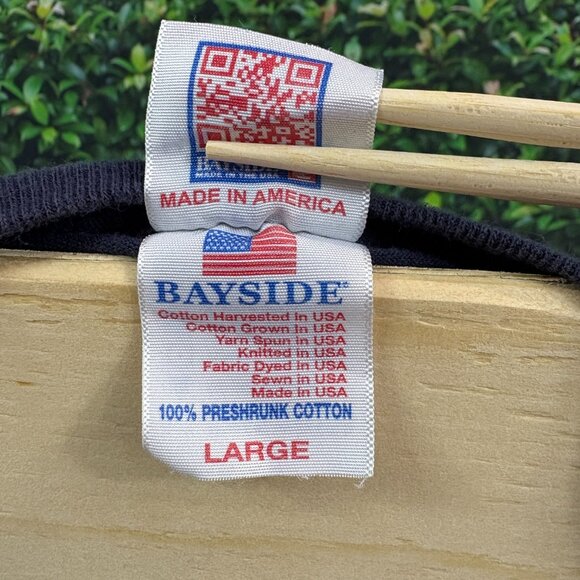 BAYSIDE
MADE IN THE USA
MADE IN AMERICA
BAYSIDE
Cotton Harvested in USA
Cotton Grown in USA
Yarn Spun in USA
Knitted in USA
Fabric Dyed in USA
Sewn in USA
Made in USA
100% PRESHRUNK COTTON
LARGE